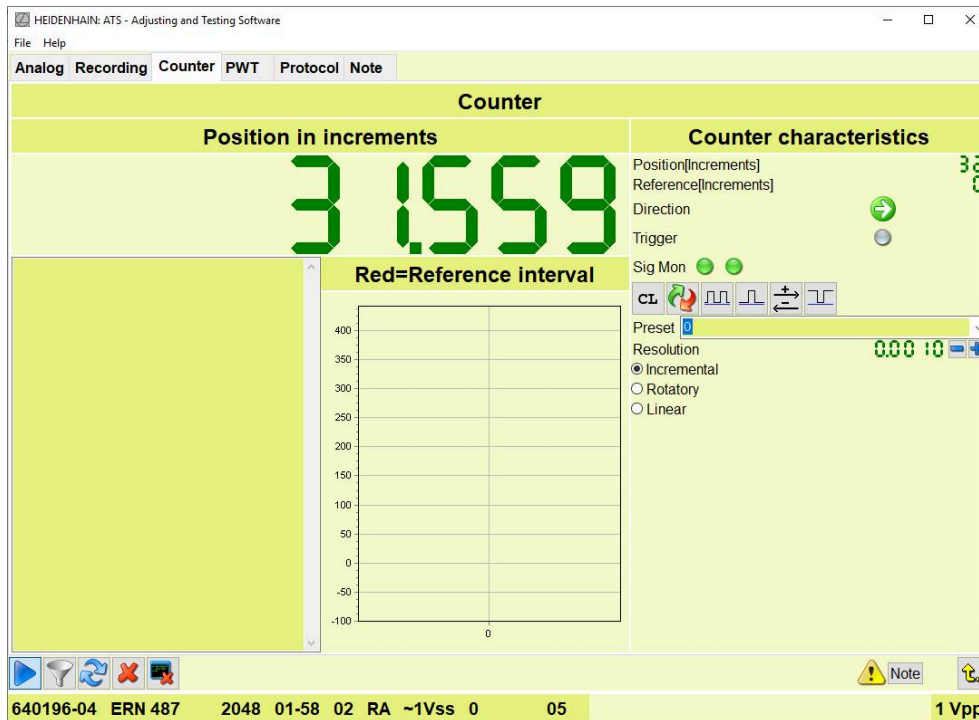 HEIDENHAIN: ATS - Adjusting and Testing Software
File Help
Analog Recording Counter PWT Protocol Note
Counter
Position in increments
31.559
Red=Reference interval
400
350
300
250
200
150
100
50
0
-50
-100
0
Counter characteristics
Position[Increments]
Reference[Increments]
Direction
Trigger
Sig Mon
CL
Preset 0
Resolution 0.00 10
Incremental
Rotatory
Linear
Note
640196-04 ERN 487 2048 01-58 02 RA ~1Vss 0 05 1 Vpp